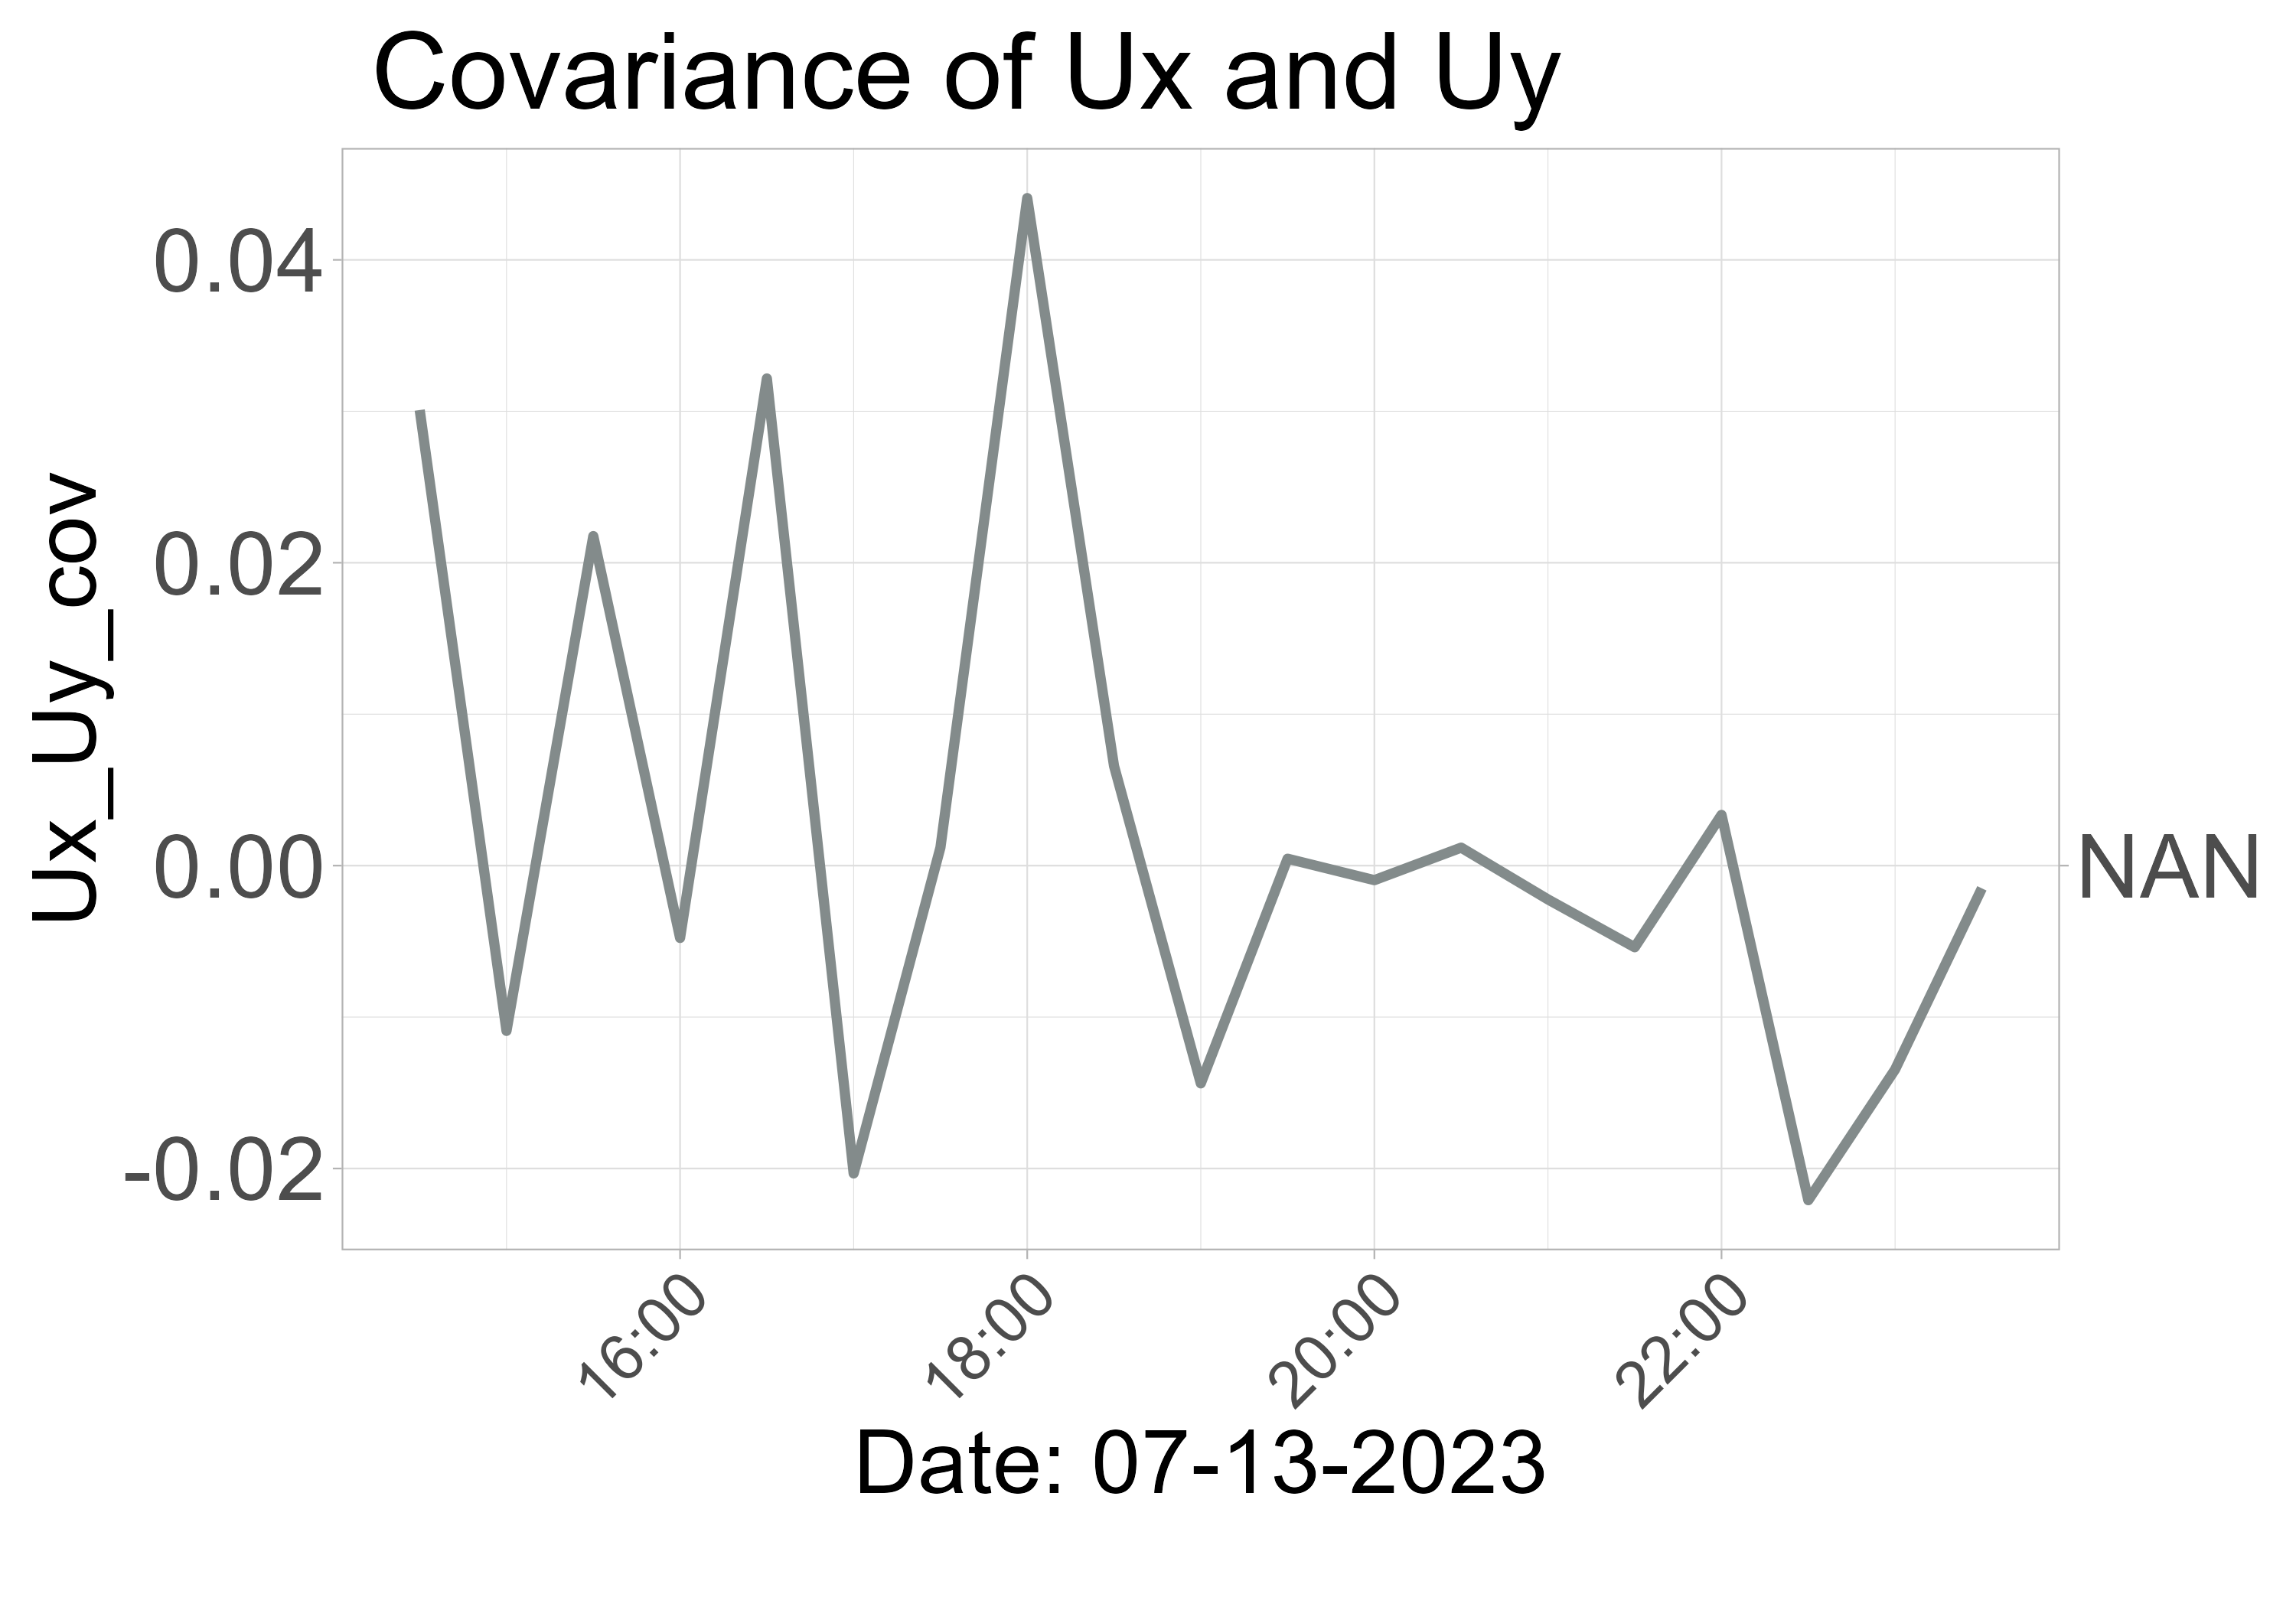 Covariance of Ux and Uy
Ux_Uy_cov
0.04
0.02
0.00
-0.02
NAN
16:00
18:00
20:00
22:00
Date: 07-13-2023